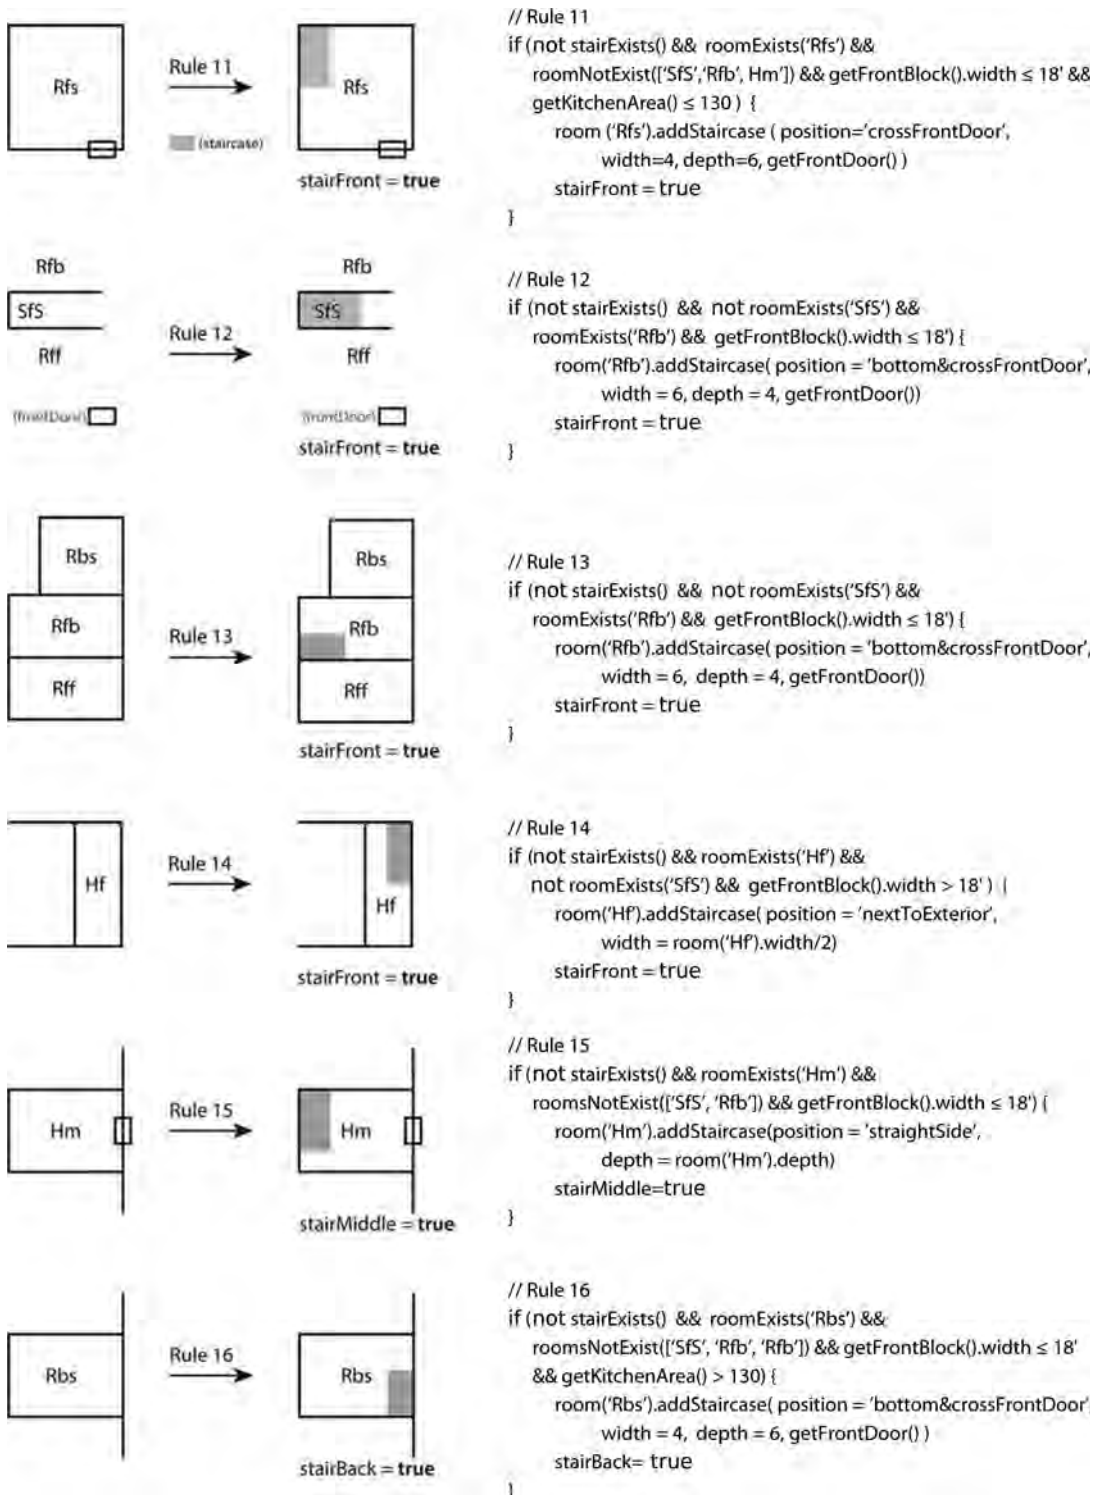 Rfs
Rule 11
(staircase)
Rfs
stairFront = true
// Rule 11
if (not stairExists() && roomExists('Rfs') &&
roomNotExist(['SfS','Rfb', Hm']) && getFrontBlock().width ≤ 18' &&
getKitchenArea() ≤ 130 ) {
room ('Rfs').addStaircase ( position='crossFrontDoor',
width=4, depth=6, getFrontDoor() )
stairFront = true
}
Rfb
SfS
Rff
(frontDoor)
Rule 12
Rfb
SfS
Rff
(frontDoor)
stairFront = true
// Rule 12
if (not stairExists() && not roomExists('SfS') &&
roomExists('Rfb') && getFrontBlock().width ≤ 18') {
room('Rfb').addStaircase( position = 'bottom&crossFrontDoor',
width = 6, depth = 4, getFrontDoor())
stairFront = true
}
Rbs
Rfb
Rff
Rule 13
Rbs
Rfb
Rff
stairFront = true
// Rule 13
if (not stairExists() && not roomExists('SfS') &&
roomExists('Rfb') && getFrontBlock().width ≤ 18') {
room('Rfb').addStaircase( position = 'bottom&crossFrontDoor',
width = 6, depth = 4, getFrontDoor())
stairFront = true
}
Hf
Rule 14
Hf
stairFront = true
// Rule 14
if (not stairExists() && roomExists('Hf') &&
not roomExists('SfS') && getFrontBlock().width > 18' ) {
room('Hf').addStaircase( position = 'nextToExterior',
width = room('Hf').width/2)
stairFront = true
}
Hm
Rule 15
Hm
stairMiddle = true
// Rule 15
if (not stairExists() && roomExists('Hm') &&
roomsNotExist(['SfS', 'Rfb']) && getFrontBlock().width ≤ 18') {
room('Hm').addStaircase(position = 'straightSide',
depth = room('Hm').depth)
stairMiddle=true
}
Rbs
Rule 16
Rbs
stairBack = true
// Rule 16
if (not stairExists() && roomExists('Rbs') &&
roomsNotExist(['SfS', 'Rfb', 'Rfb']) && getFrontBlock().width ≤ 18'
&& getKitchenArea() > 130) {
room('Rbs').addStaircase( position = 'bottom&crossFrontDoor'
width = 4, depth = 6, getFrontDoor() )
stairBack= true
}